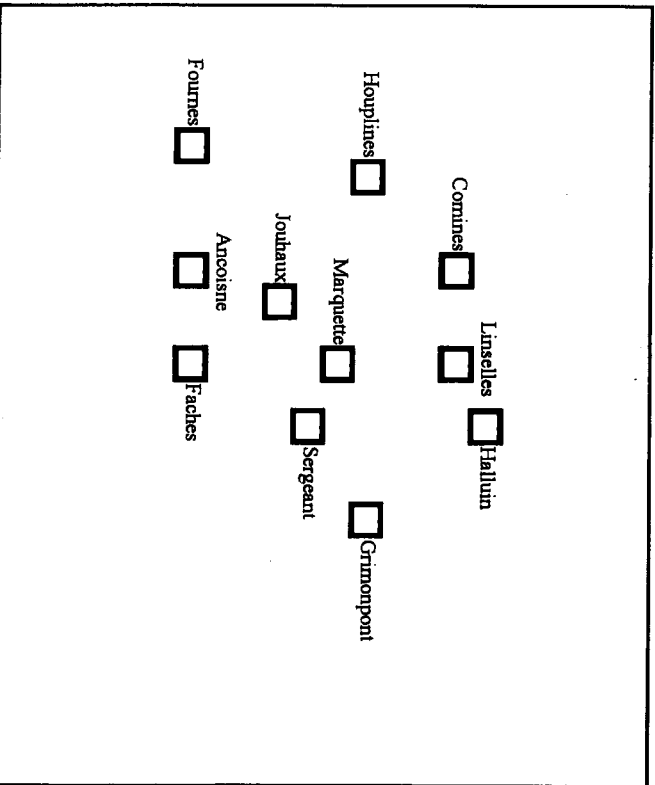 Linselles
Halluin
Comines
Houplines
Grimonpont
Marquette
Sergeant
Jouhaux
Ancoisne
Fournes
Faches